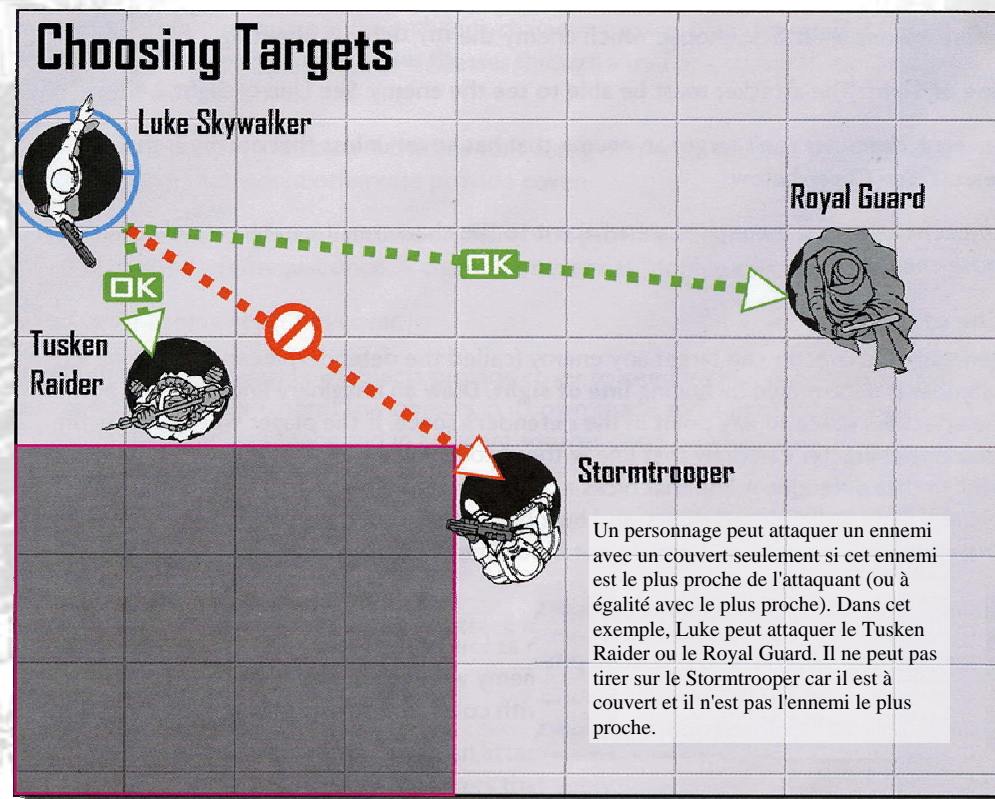 Choosing Targets
Luke Skywalker
Royal Guard
OK
OK
Tusken
Raider
Stormtrooper
Un personnage peut attaquer un ennemi
avec un couvert seulement si cet ennemi
est le plus proche de l'attaquant (ou à
égalité avec le plus proche). Dans cet
exemple, Luke peut attaquer le Tusken
Raider ou le Royal Guard. Il ne peut pas
tirer sur le Stormtrooper car il est à
couvert et il n'est pas l'ennemi le plus
proche.